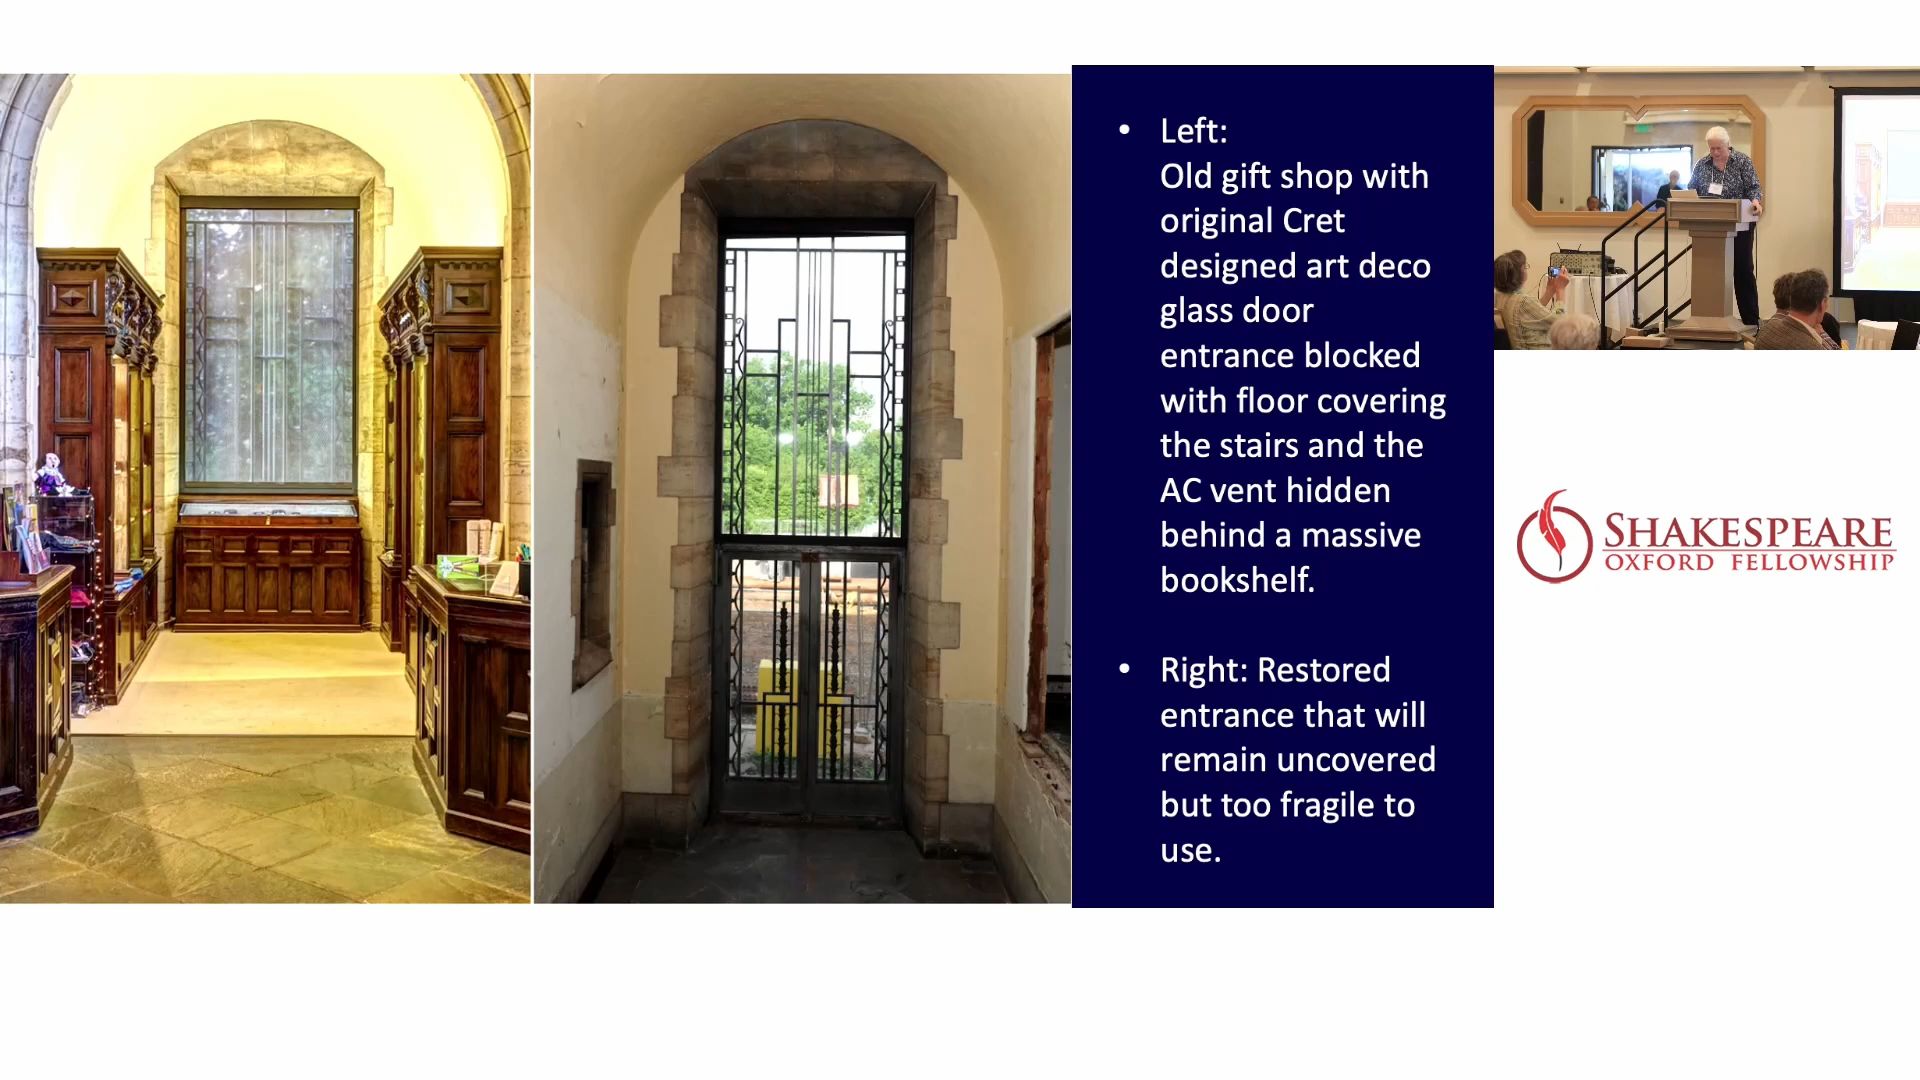 • Left:
Old gift shop with
original Cret
designed art deco
glass door
entrance blocked
with floor covering
the stairs and the
AC vent hidden
behind a massive
bookshelf.
• Right: Restored
entrance that will
remain uncovered
but too fragile to
use.
SHAKESPEARE
OXFORD FELLOWSHIP